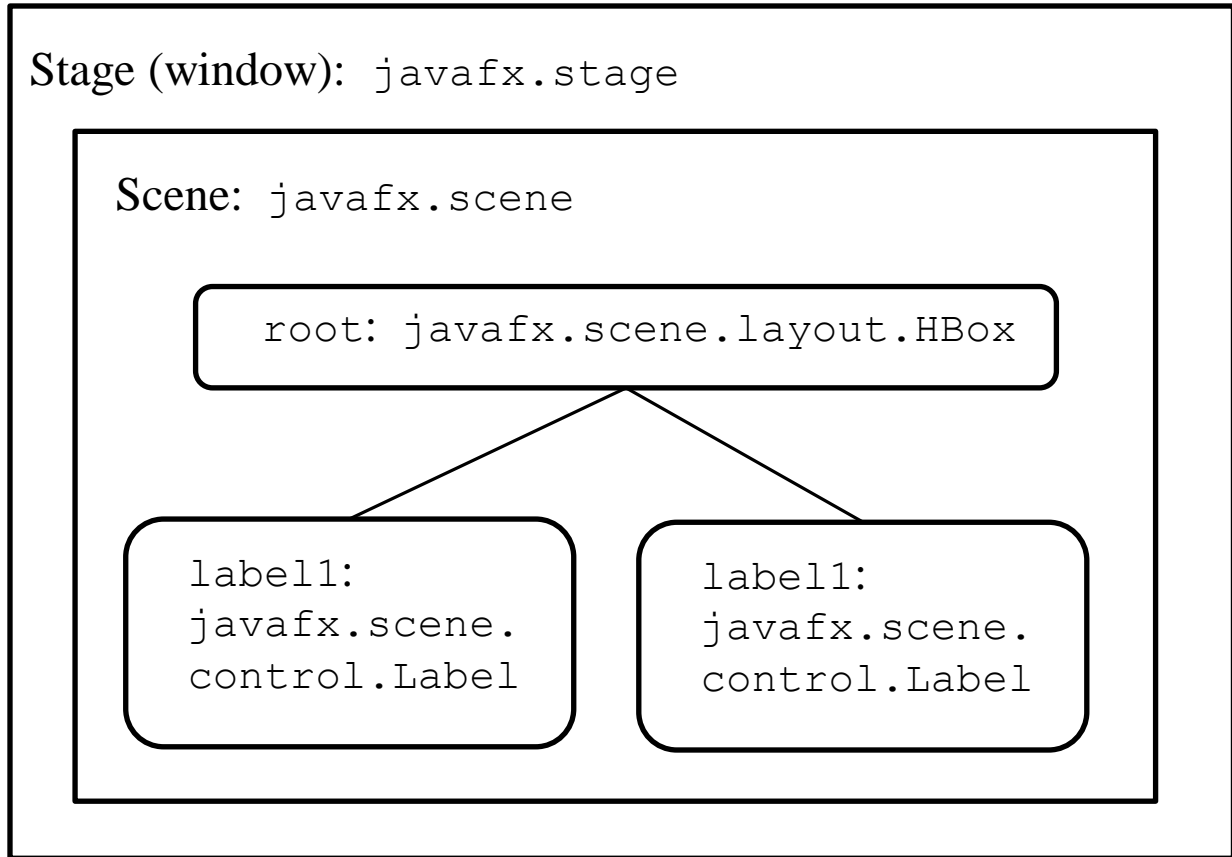 Stage (window): javafx.stage
Scene: javafx.scene
root: javafx.scene.layout.HBox
label1:
javafx.scene.
control.Label
label1:
javafx.scene.
control.Label